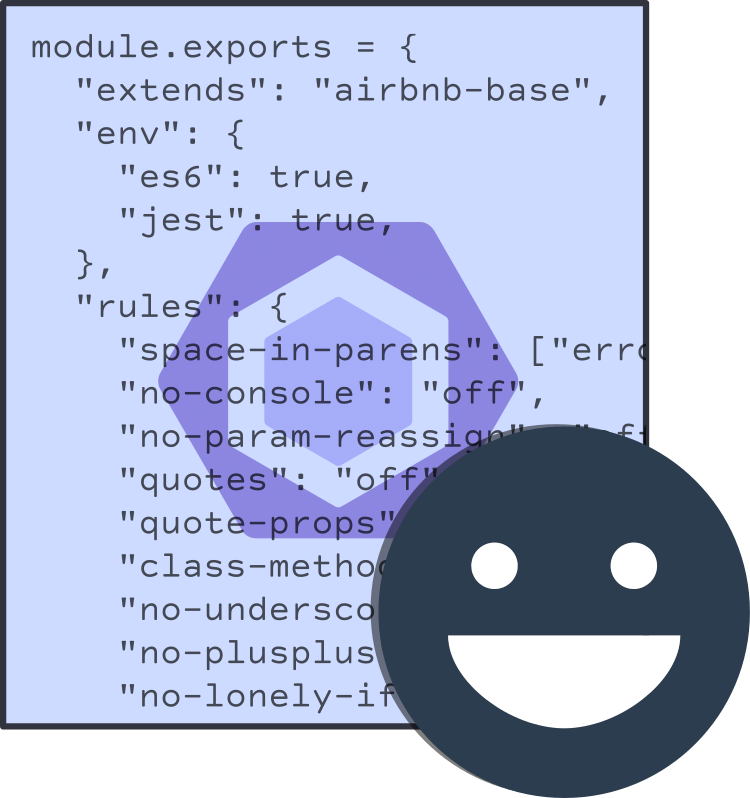 module.exports = {
  "extends": "airbnb-base",
  "env": {
    "es6": true,
    "jest": true,
  },
  "rules": {
    "space-in-parens": ["erro
    "no-console": "off",
    "no-param-reassign": "off
    "quotes": "off"
    "quote-props"
    "class-metho
    "no-undersco
    "no-plusplus
    "no-lonely-if